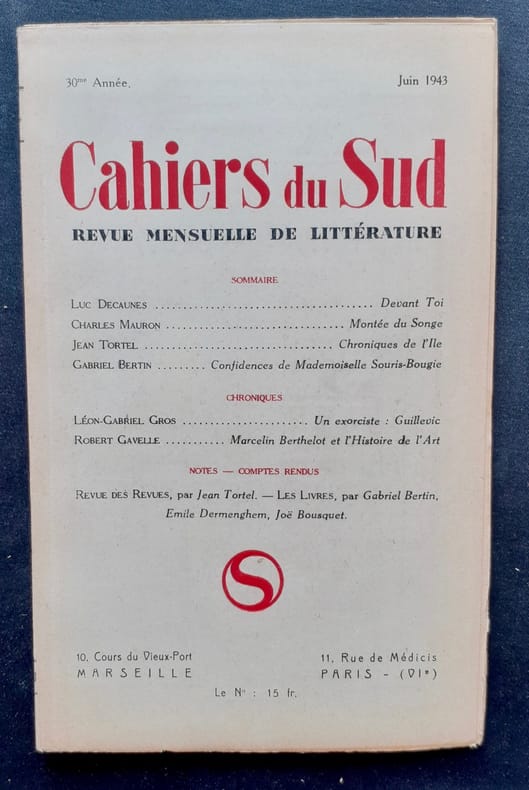 30me Année.
Juin 1943
Cahiers du Sud
REVUE MENSUELLE DE LITTÉRATURE
SOMMAIRE
LUC DECAUNES ..................................... Devant Toi
CHARLES MAURON .............................. Montée du Songe
JEAN TORTEL ................................ Chroniques de l'Ile
GABRIEL BERTIN ......... Confidences de Mademoiselle Souris-Bougie
CHRONIQUES
LÉON-GABRIEL GROS ..................... Un exorciste : Guillevic
ROBERT GAVELLE ........... Marcelin Berthelot et l'Histoire de l'Art
NOTES — COMPTES RENDUS
REVUE DES REVUES, par Jean Tortel. — LES LIVRES, par Gabriel Bertin,
Emile Dermenghem, Joë Bousquet.
S
10, Cours du Vieux-Port
MARSEILLE
11, Rue de Médicis
PARIS - (VIe)
Le No : 15 fr.